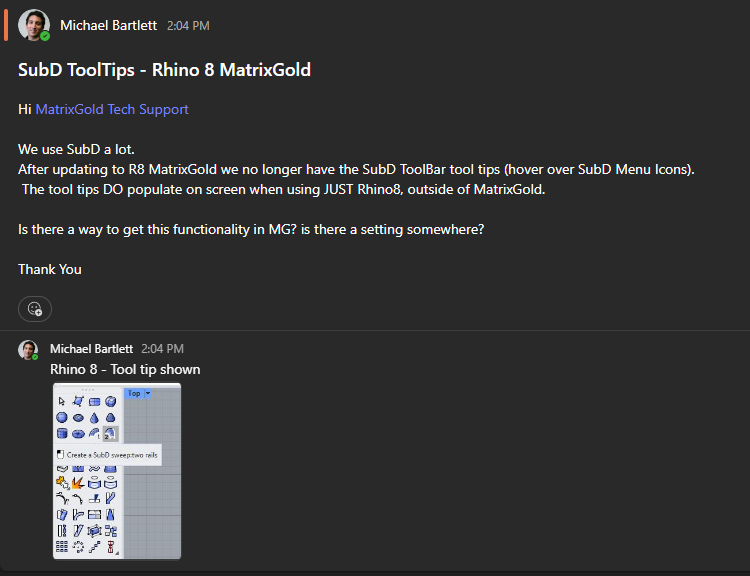 Michael Bartlett 2:04 PM
SubD ToolTips - Rhino 8 MatrixGold
Hi MatrixGold Tech Support
We use SubD a lot.
After updating to R8 MatrixGold we no longer have the SubD ToolBar tool tips (hover over SubD Menu Icons).
The tool tips DO populate on screen when using JUST Rhino8, outside of MatrixGold.
Is there a way to get this functionality in MG? is there a setting somewhere?
Thank You
Michael Bartlett 2:04 PM
Rhino 8 - Tool tip shown
Top
2
Create a SubD sweep:two rails